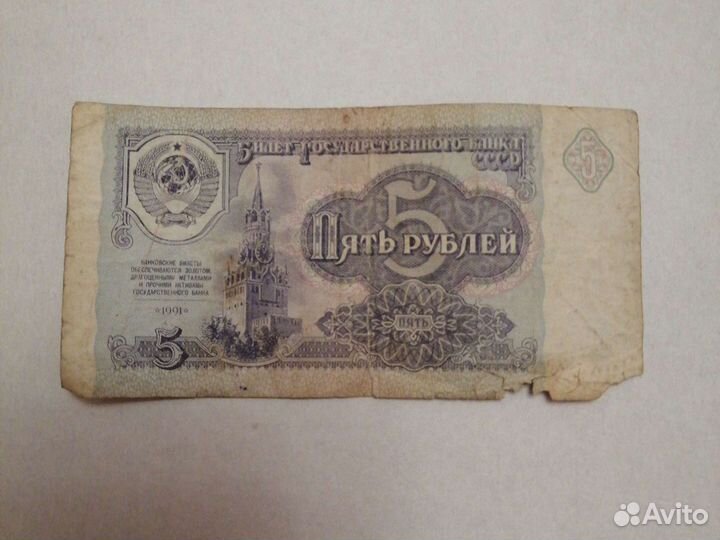 Билет Государственного Банка
СССР
5
Пять рублей
5
БАНКОВСКИЕ БИЛЕТЫ
ОБЕСПЕЧИВАЮТСЯ ЗОЛОТОМ,
ДРАГОЦЕННЫМИ МЕТАЛЛАМИ
И ПРОЧИМИ АКТИВАМИ
ГОСУДАРСТВЕННОГО БАНКА
1991
ПЯТЬ
5
Avito